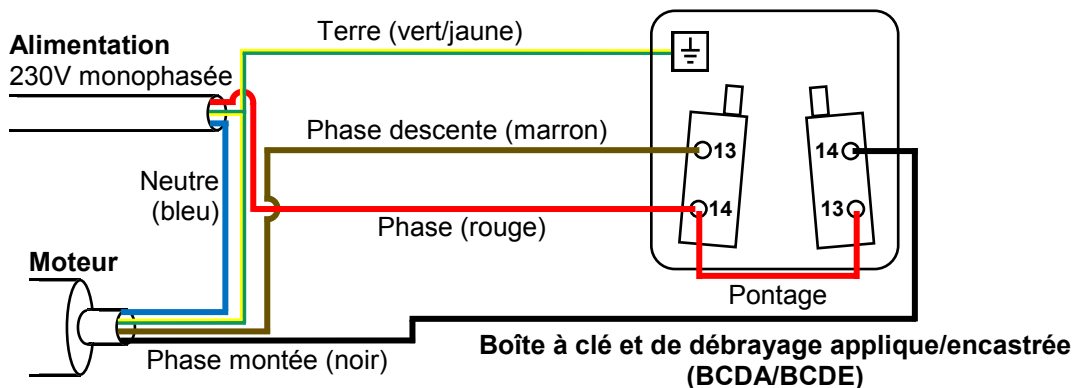 Terre (vert/jaune)
Alimentation
230V monophasée
Phase descente (marron)
13
14
Neutre
(bleu)
14
13
Phase (rouge)
Moteur
Pontage
Phase montée (noir)
Boîte à clé et de débrayage applique/encastrée
(BCDA/BCDE)